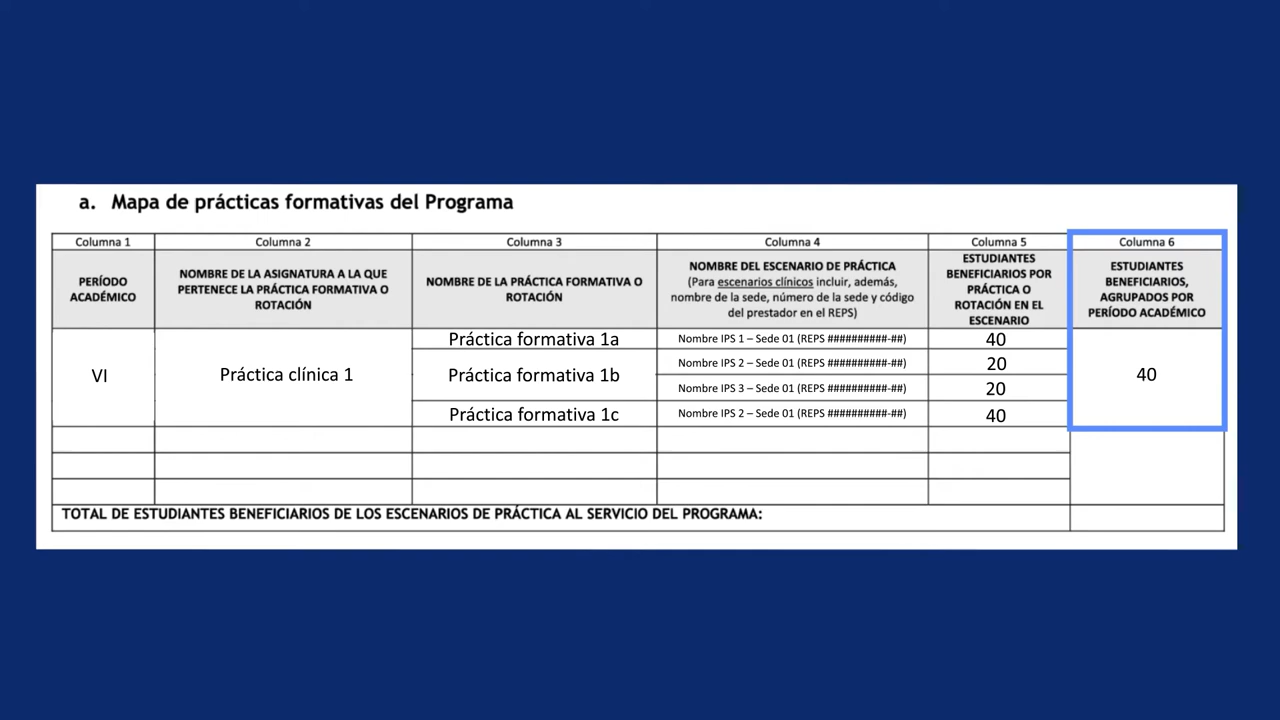 a. Mapa de prácticas formativas del Programa
Columna 1
Columna 2
Columna 3
Columna 4
Columna 5
Columna 6
PERÍODO
ACADÉMICO
NOMBRE DE LA ASIGNATURA A LA QUE
PERTENECE LA PRÁCTICA FORMATIVA O
ROTACIÓN
NOMBRE DE LA PRÁCTICA FORMATIVA O
ROTACIÓN
NOMBRE DEL ESCENARIO DE PRÁCTICA
(Para escenarios clínicos incluir, además,
nombre de la sede, número de la sede y código
del prestador en el REPS)
ESTUDIANTES
BENEFICIARIOS POR
PRÁCTICA O
ROTACIÓN EN EL
ESCENARIO
ESTUDIANTES
BENEFICIARIOS,
AGRUPADOS POR
PERÍODO ACADÉMICO
VI
Práctica clínica 1
Práctica formativa 1a
Nombre IPS 1 – Sede 01 (REPS ##########-##)
40
Práctica formativa 1b
Nombre IPS 2 – Sede 01 (REPS ##########-##)
20
Nombre IPS 3 – Sede 01 (REPS ##########-##)
20
Práctica formativa 1c
Nombre IPS 2 – Sede 01 (REPS ##########-##)
40
40
TOTAL DE ESTUDIANTES BENEFICIARIOS DE LOS ESCENARIOS DE PRÁCTICA AL SERVICIO DEL PROGRAMA: